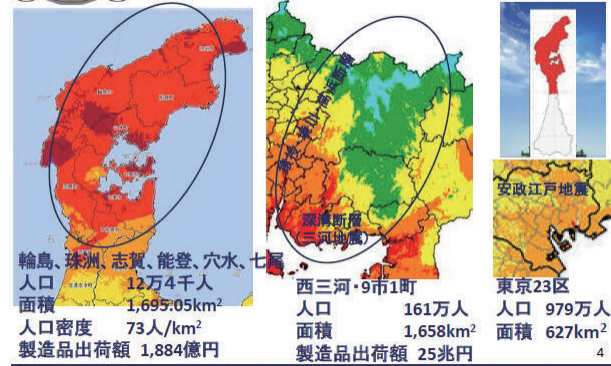 深溝断層
(三河地震)
安政江戸地震
輪島、珠洲、志賀、能登、穴水、七尾
人口 12万4千人
面積 1,695.05km²
人口密度 73人/km²
製造品出荷額 1,884億円
西三河・9市1町
人口 161万人
面積 1,658km²
製造品出荷額 25兆円
東京23区
人口 979万人
面積 627km²
4